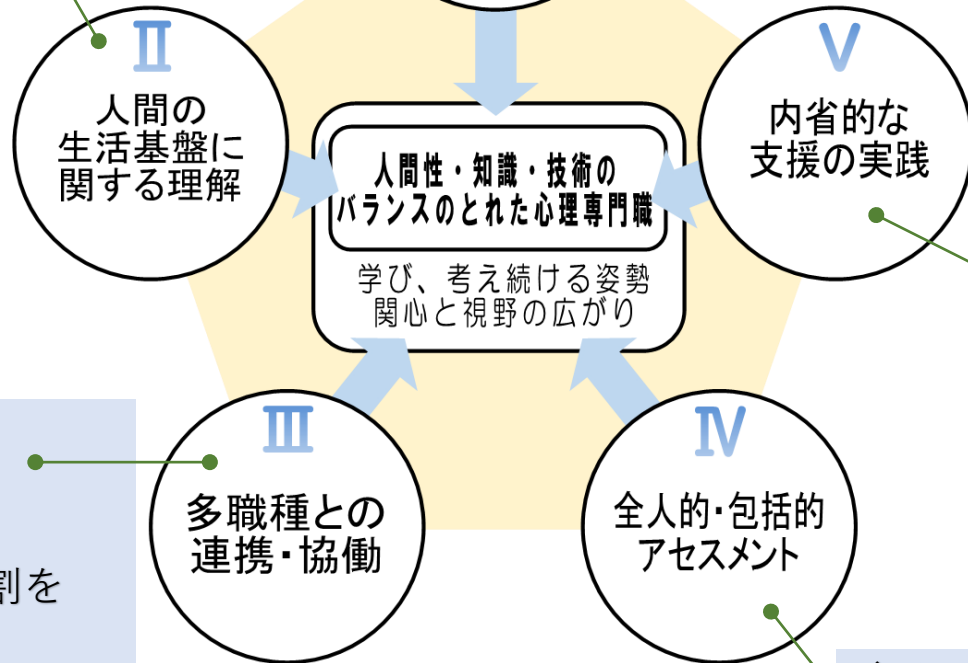 Ⅱ
人間の
生活基盤に
関する理解
Ⅴ
内省的な
支援の実践
人間性・知識・技術の
バランスのとれた心理専門職
学び、考え続ける姿勢
関心と視野の広がり
Ⅲ
多職種との
連携・協働
Ⅳ
全人的・包括的
アセスメント
割を